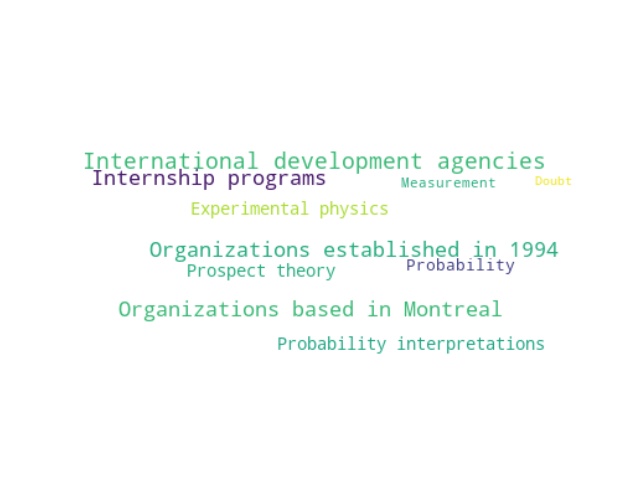 International development agencies
Internship programs
Measurement
Doubt
Experimental physics
Organizations established in 1994
Probability
Prospect theory
Organizations based in Montreal
Probability interpretations